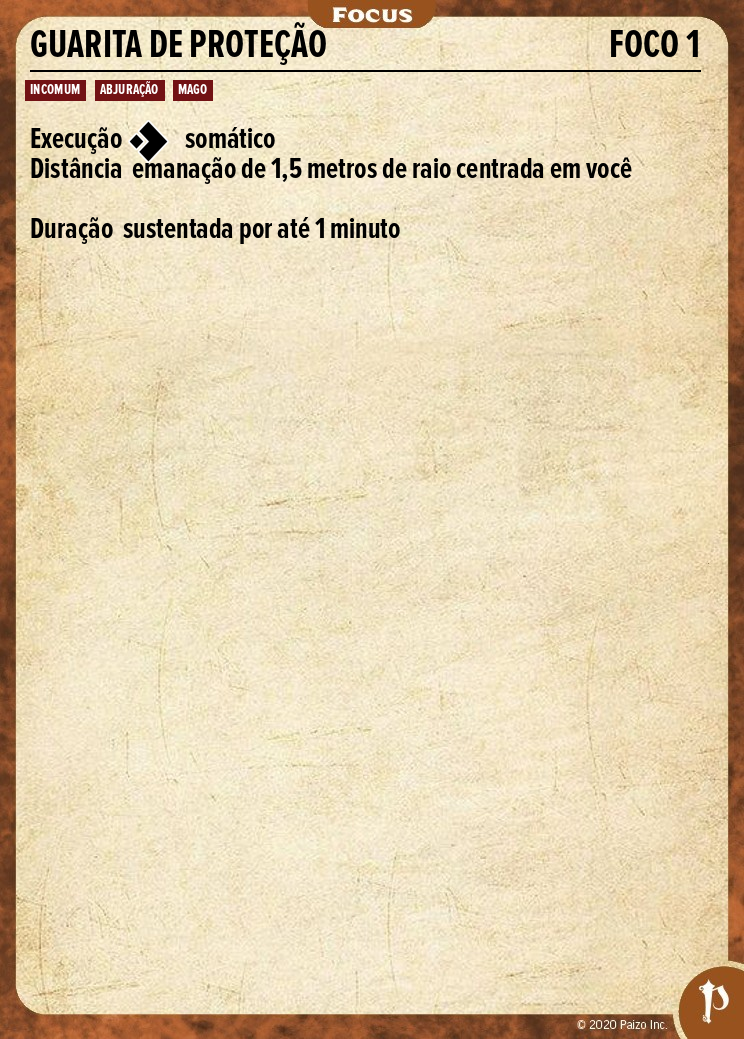 Focus
GUARITA DE PROTEÇÃO FOCO 1
INCOMUM ABJURAÇÃO MAGO
Execução somático
Distância emanação de 1,5 metros de raio centrada em você
Duração sustentada por até 1 minuto
© 2020 Paizo Inc.
P